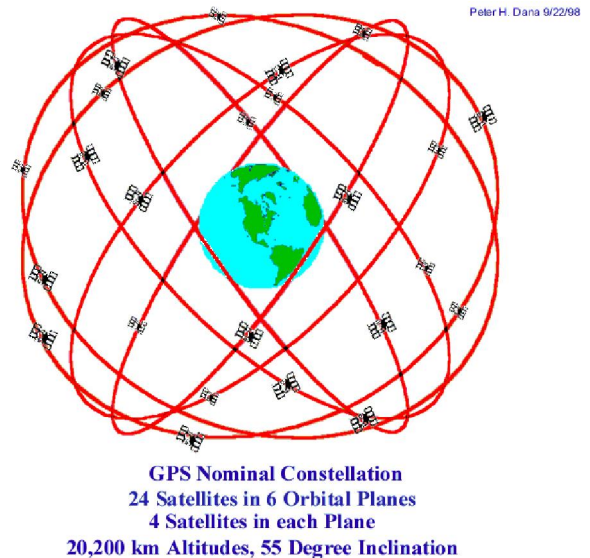 Peter H. Dana 9/22/98
GPS Nominal Constellation
24 Satellites in 6 Orbital Planes
4 Satellites in each Plane
20,200 km Altitudes, 55 Degree Inclination